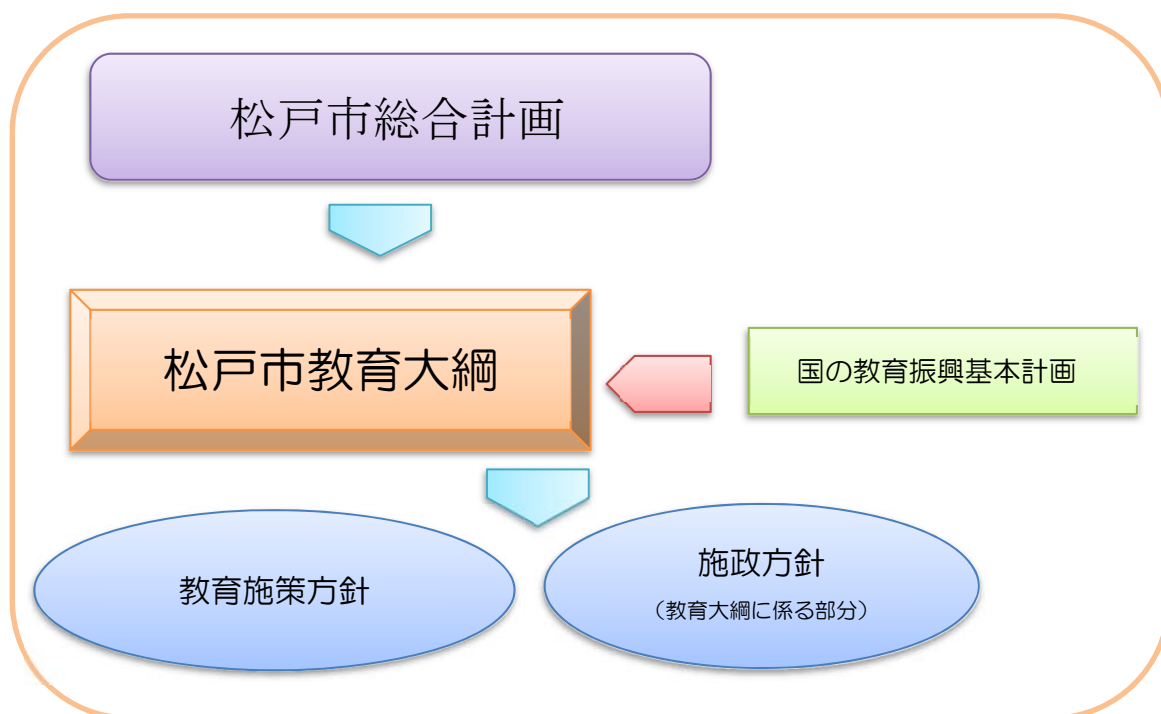 松戸市総合計画
松戸市教育大綱
国の教育振興基本計画
教育施策方針
施政方針
（教育大綱に係る部分）